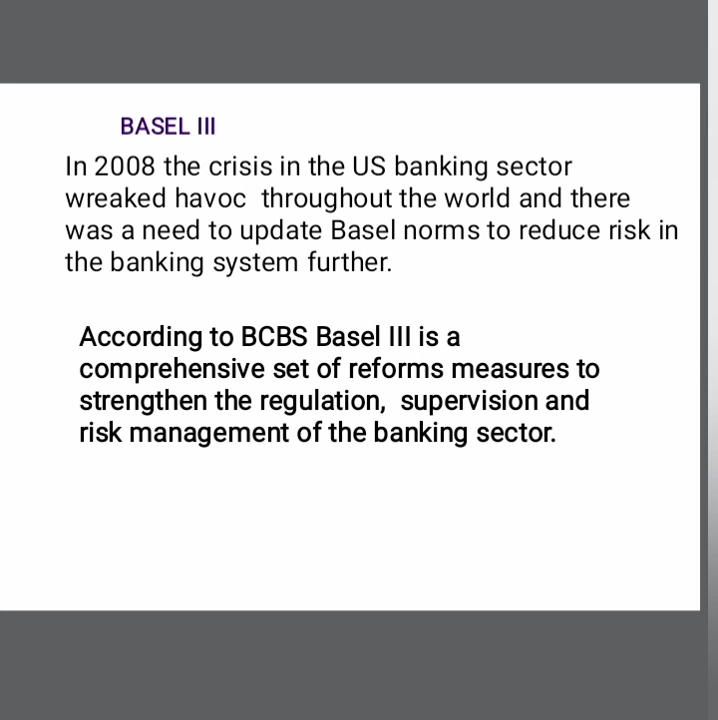 BASEL III
In 2008 the crisis in the US banking sector
wreaked havoc  throughout the world and there
was a need to update Basel norms to reduce risk in
the banking system further.
According to BCBS Basel III is a
comprehensive set of reforms measures to
strengthen the regulation,  supervision and
risk management of the banking sector.